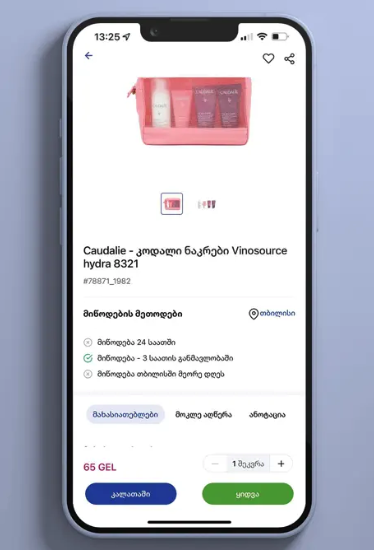 13:25
Caudalie - კოდალი ნაკრები Vinosource
hydra 8321
#78871_1982
მიწოდების მეთოდები
თბილისი
მიწოდება 24 საათში
მიწოდება - 3 საათის განმავლობაში
მიწოდება თბილისში მეორე დღეს
მახასიათებლები
მოკლე აღწერა
ანოტაცია
65 GEL
− 1 შეკვრა +
კალათაში
ყიდვა